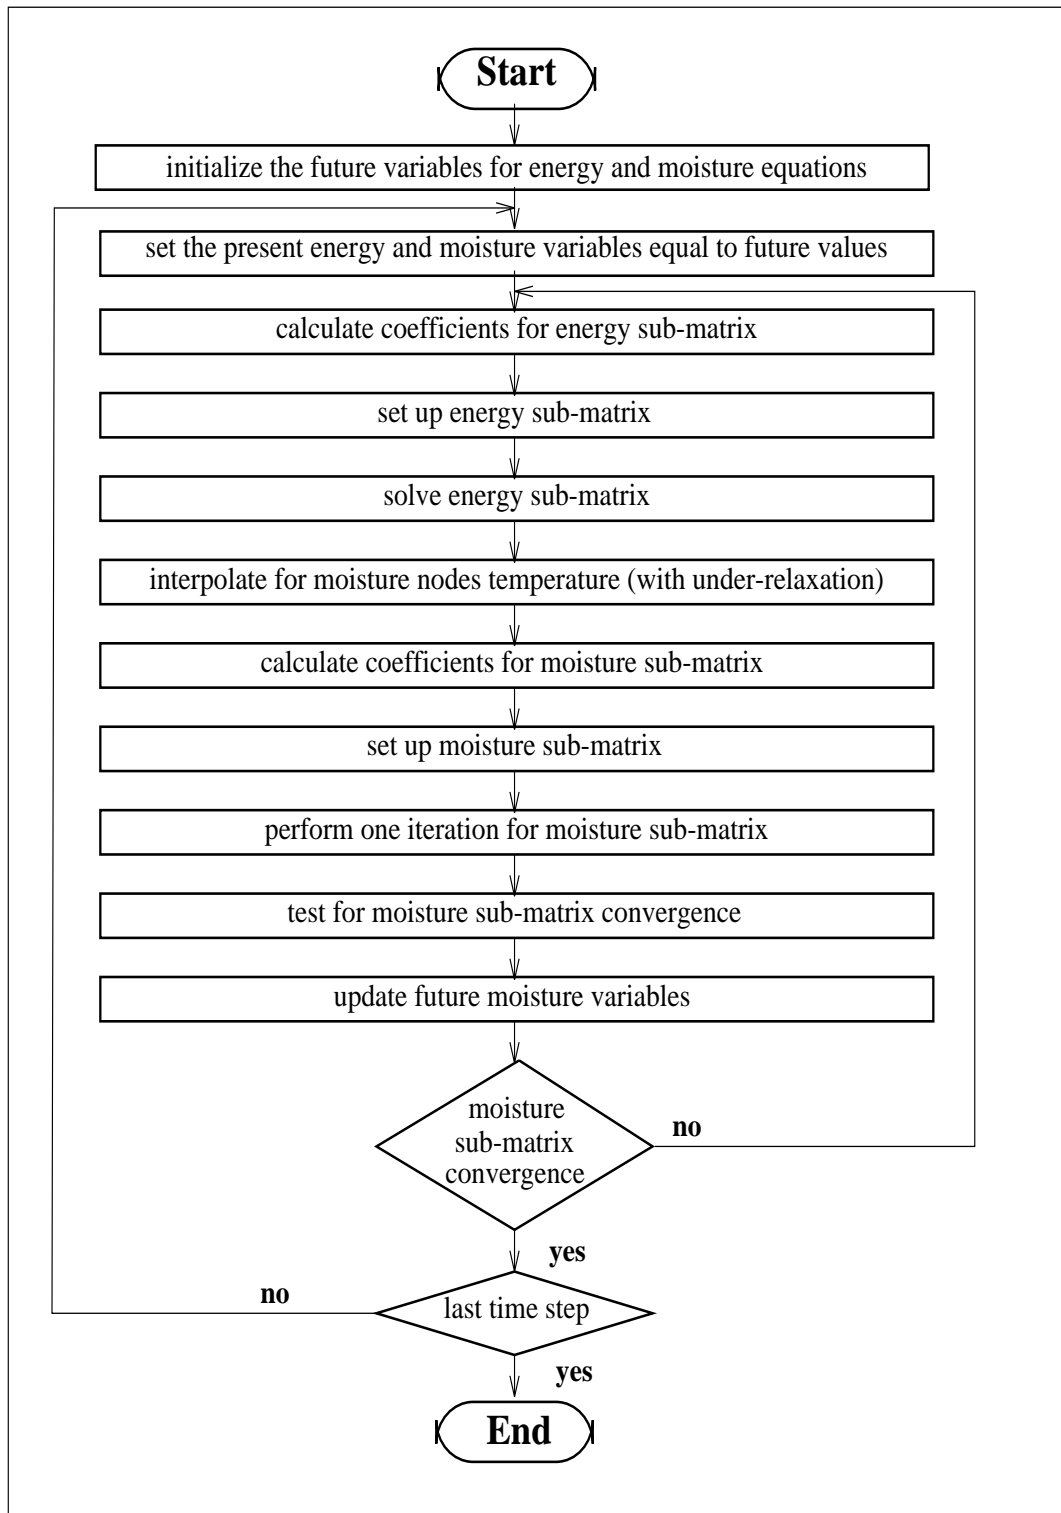 Start
initialize the future variables for energy and moisture equations
set the present energy and moisture variables equal to future values
calculate coefficients for energy sub-matrix
set up energy sub-matrix
solve energy sub-matrix
interpolate for moisture nodes temperature (with under-relaxation)
calculate coefficients for moisture sub-matrix
set up moisture sub-matrix
perform one iteration for moisture sub-matrix
test for moisture sub-matrix convergence
update future moisture variables
moisture
sub-matrix
convergence
no
yes
no
last time step
yes
End